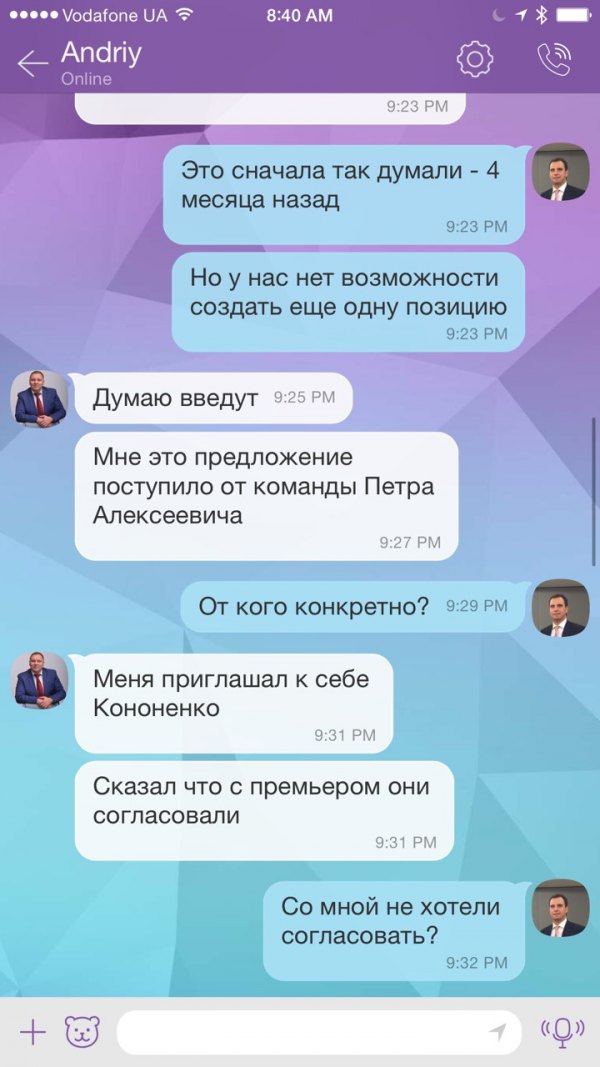 Vodafone UA 8:40 AM
Andriy
Online
9:23 PM
Это сначала так думали - 4
месяца назад
9:23 PM
Но у нас нет возможности
создать еще одну позицию
9:23 PM
Думаю введут 9:25 PM
Мне это предложение
поступило от команды Петра
Алексеевича
9:27 PM
От кого конкретно? 9:29 PM
Меня приглашал к себе
Кононенко
9:31 PM
Сказал что с премьером они
согласовали
9:31 PM
Со мной не хотели
согласовать?
9:32 PM